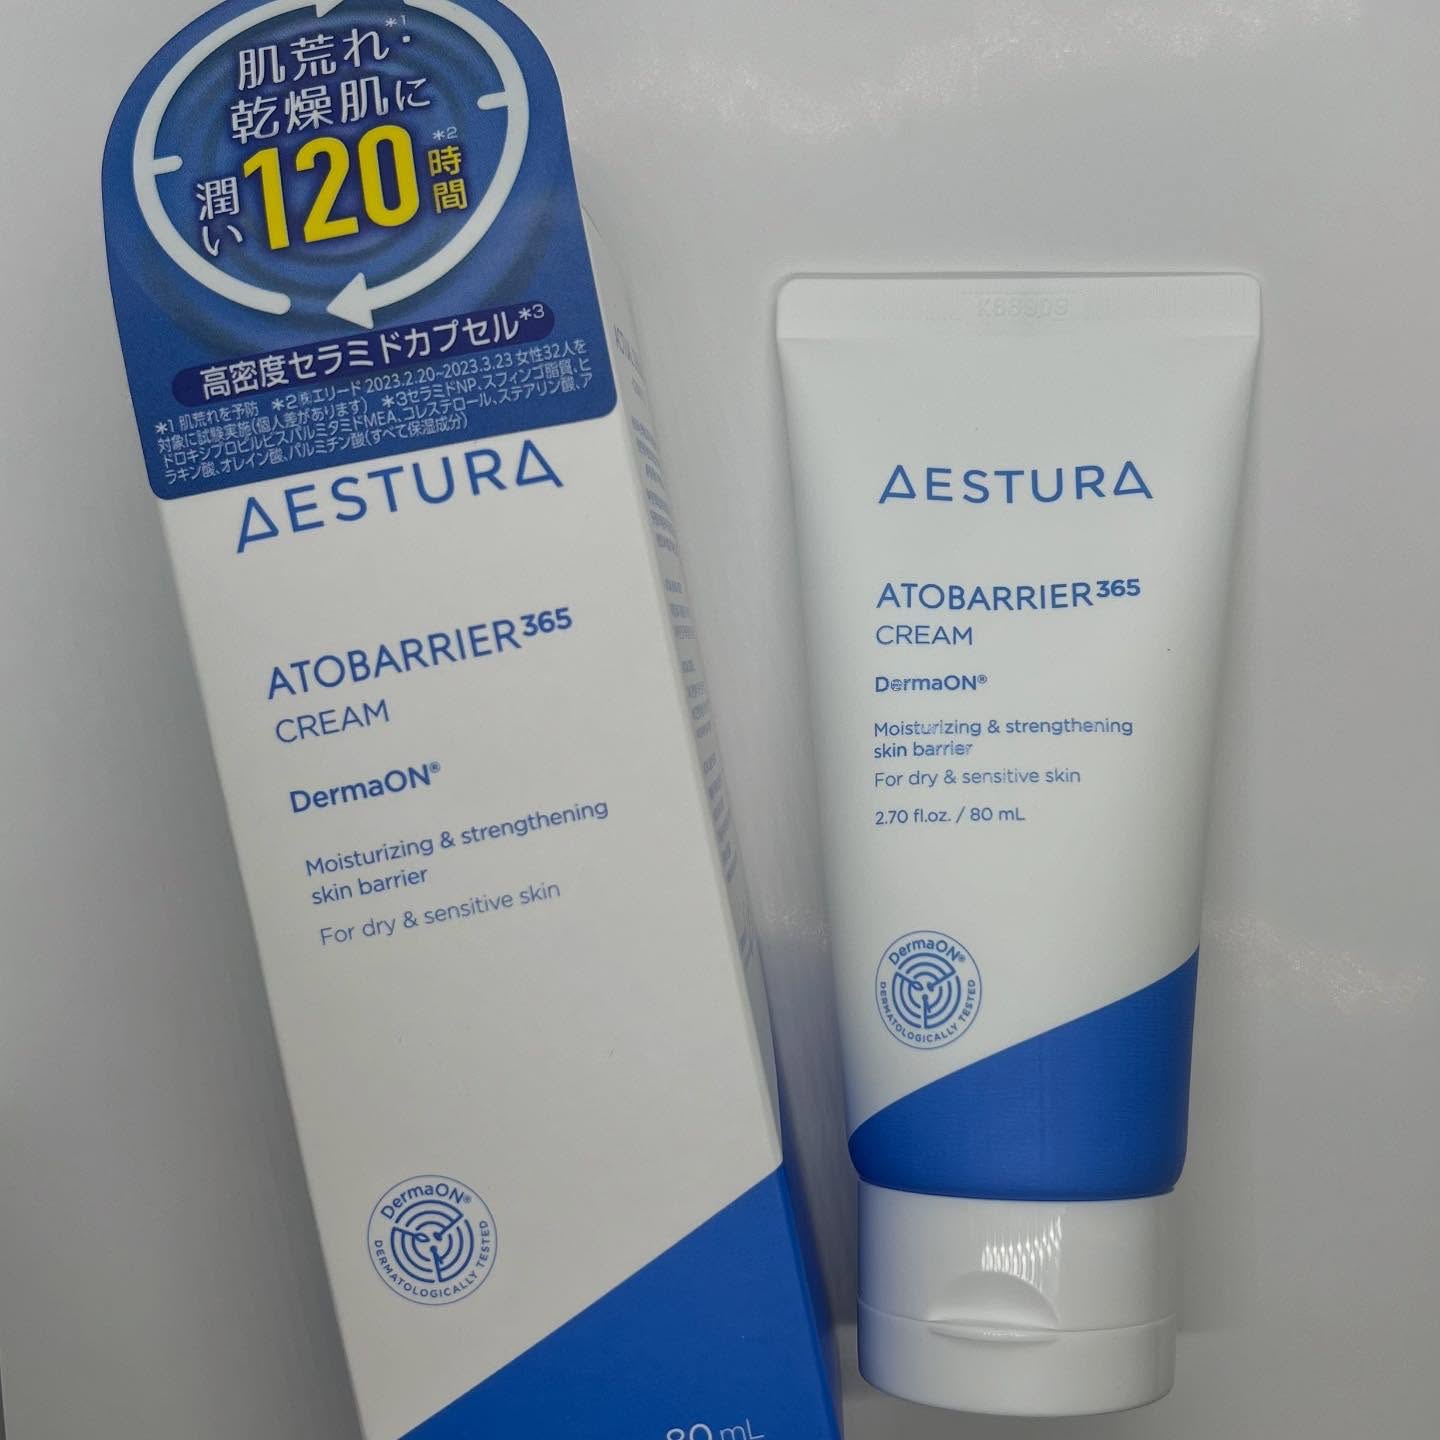 肌荒れ*1・
乾燥肌に
潤い120時間*2
高密度セラミドカプセル*3
*1 肌荒れを予防 *2 ㈱エリード 2023.2.20~2023.3.23 女性32人を
対象に試験実施(個人差があります) *3セラミドNP、スフィンゴ脂質、ヒ
ドロキシプロピルビスパルミタミドMEA、コレステロール、ステアリン酸、ア
ラキン酸、オレイン酸、パルミチン酸(すべて保湿成分)
AESTURA
ATOBARRIER365
CREAM
DermaON®
Moisturizing & strengthening
skin barrier
For dry & sensitive skin
DermaON®
DERMATOLOGICALLY TESTED
80 mL
AESTURA
ATOBARRIER365
CREAM
DermaON®
Moisturizing & strengthening
skin barrier
For dry & sensitive skin
2.70 fl.oz. / 80 mL
DermaON®
DERMATOLOGICALLY TESTED